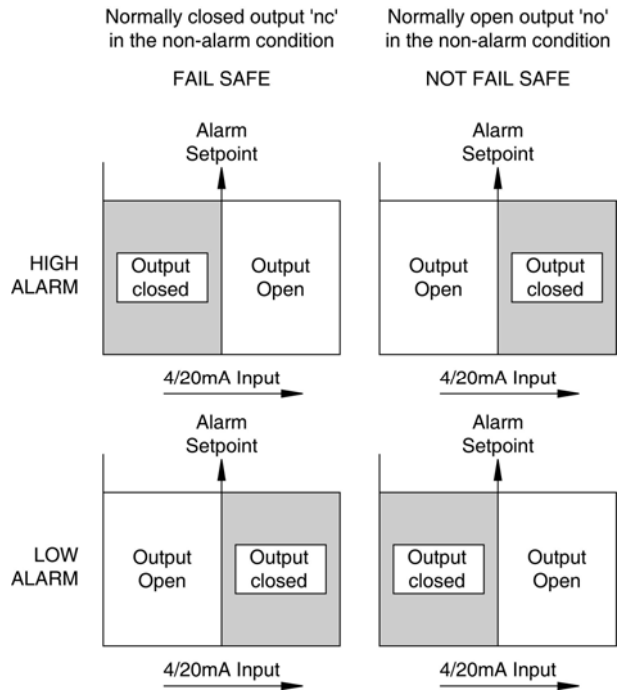 Normally closed output 'nc'
in the non-alarm condition
FAIL SAFE
Normally open output 'no'
in the non-alarm condition
NOT FAIL SAFE
HIGH
ALARM
Alarm
Setpoint
Output
closed
Output
Open
4/20mA Input
Alarm
Setpoint
Output
Open
Output
closed
4/20mA Input
LOW
ALARM
Alarm
Setpoint
Output
Open
Output
closed
4/20mA Input
Alarm
Setpoint
Output
closed
Output
Open
4/20mA Input